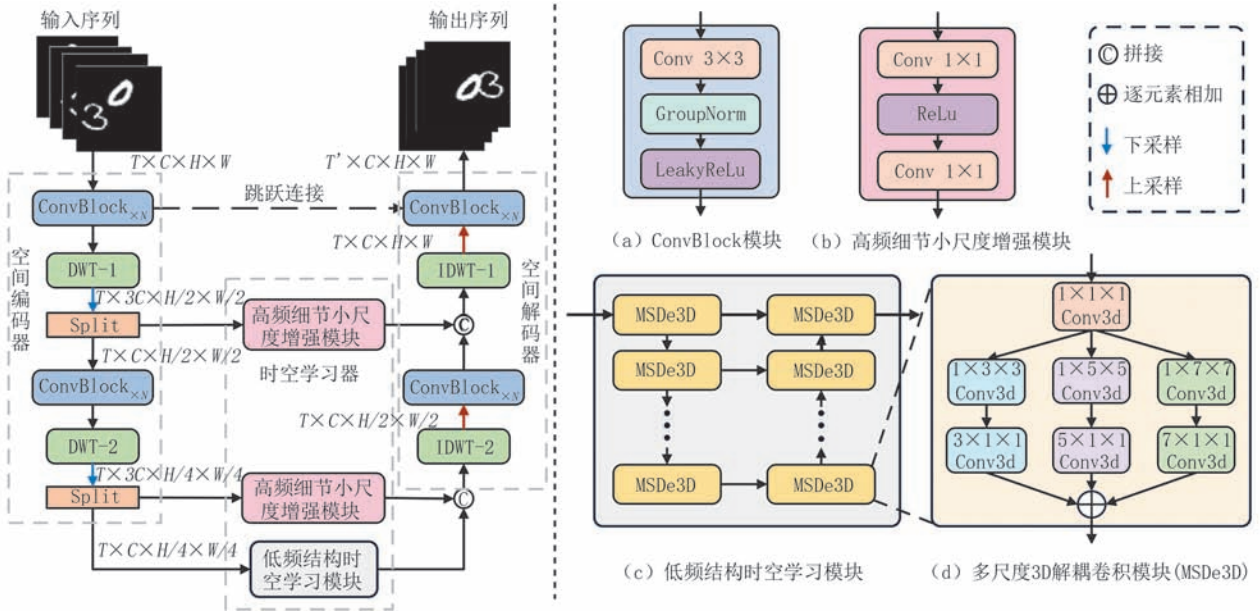 输入序列
输出序列
T×C×H×W
T'×C×H×W
ConvBlock×N
跳跃连接
ConvBlock×N
T×C×H×W
空间编码器
DWT-1
IDWT-1
空间解码器
T×3C×H/2×W/2
Split
高频细节小尺
度增强模块
C
T×C×H/2×W/2
时空学习器
ConvBlock×N
ConvBlock×N
T×C×H/2×W/2
DWT-2
IDWT-2
T×3C×H/4×W/4
Split
高频细节小尺
度增强模块
C
T×C×H/4×W/4
低频结构时
空学习模块
Conv 3×3
GroupNorm
LeakyReLu
(a) ConvBlock模块
Conv 1×1
ReLu
Conv 1×1
(b) 高频细节小尺度增强模块
C 拼接
逐元素相加
下采样
上采样
MSDe3D
MSDe3D
MSDe3D
MSDe3D
MSDe3D
MSDe3D
(c) 低频结构时空学习模块
1×1×1
Conv3d
1×3×3
Conv3d
1×5×5
Conv3d
1×7×7
Conv3d
3×1×1
Conv3d
5×1×1
Conv3d
7×1×1
Conv3d
(d) 多尺度3D解耦卷积模块(MSDe3D)